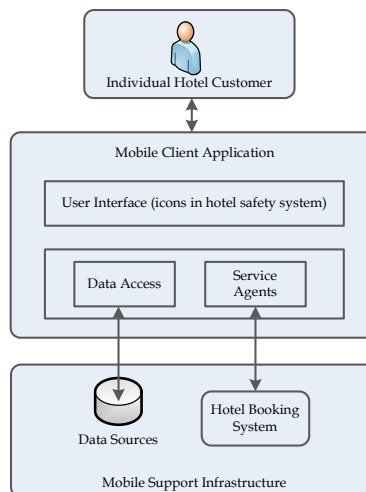 Individual Hotel Customer
Mobile Client Application
User Interface (icons in hotel safety system)
Data Access
Service
Agents
Data Sources
Hotel Booking
System
Mobile Support Infrastructure